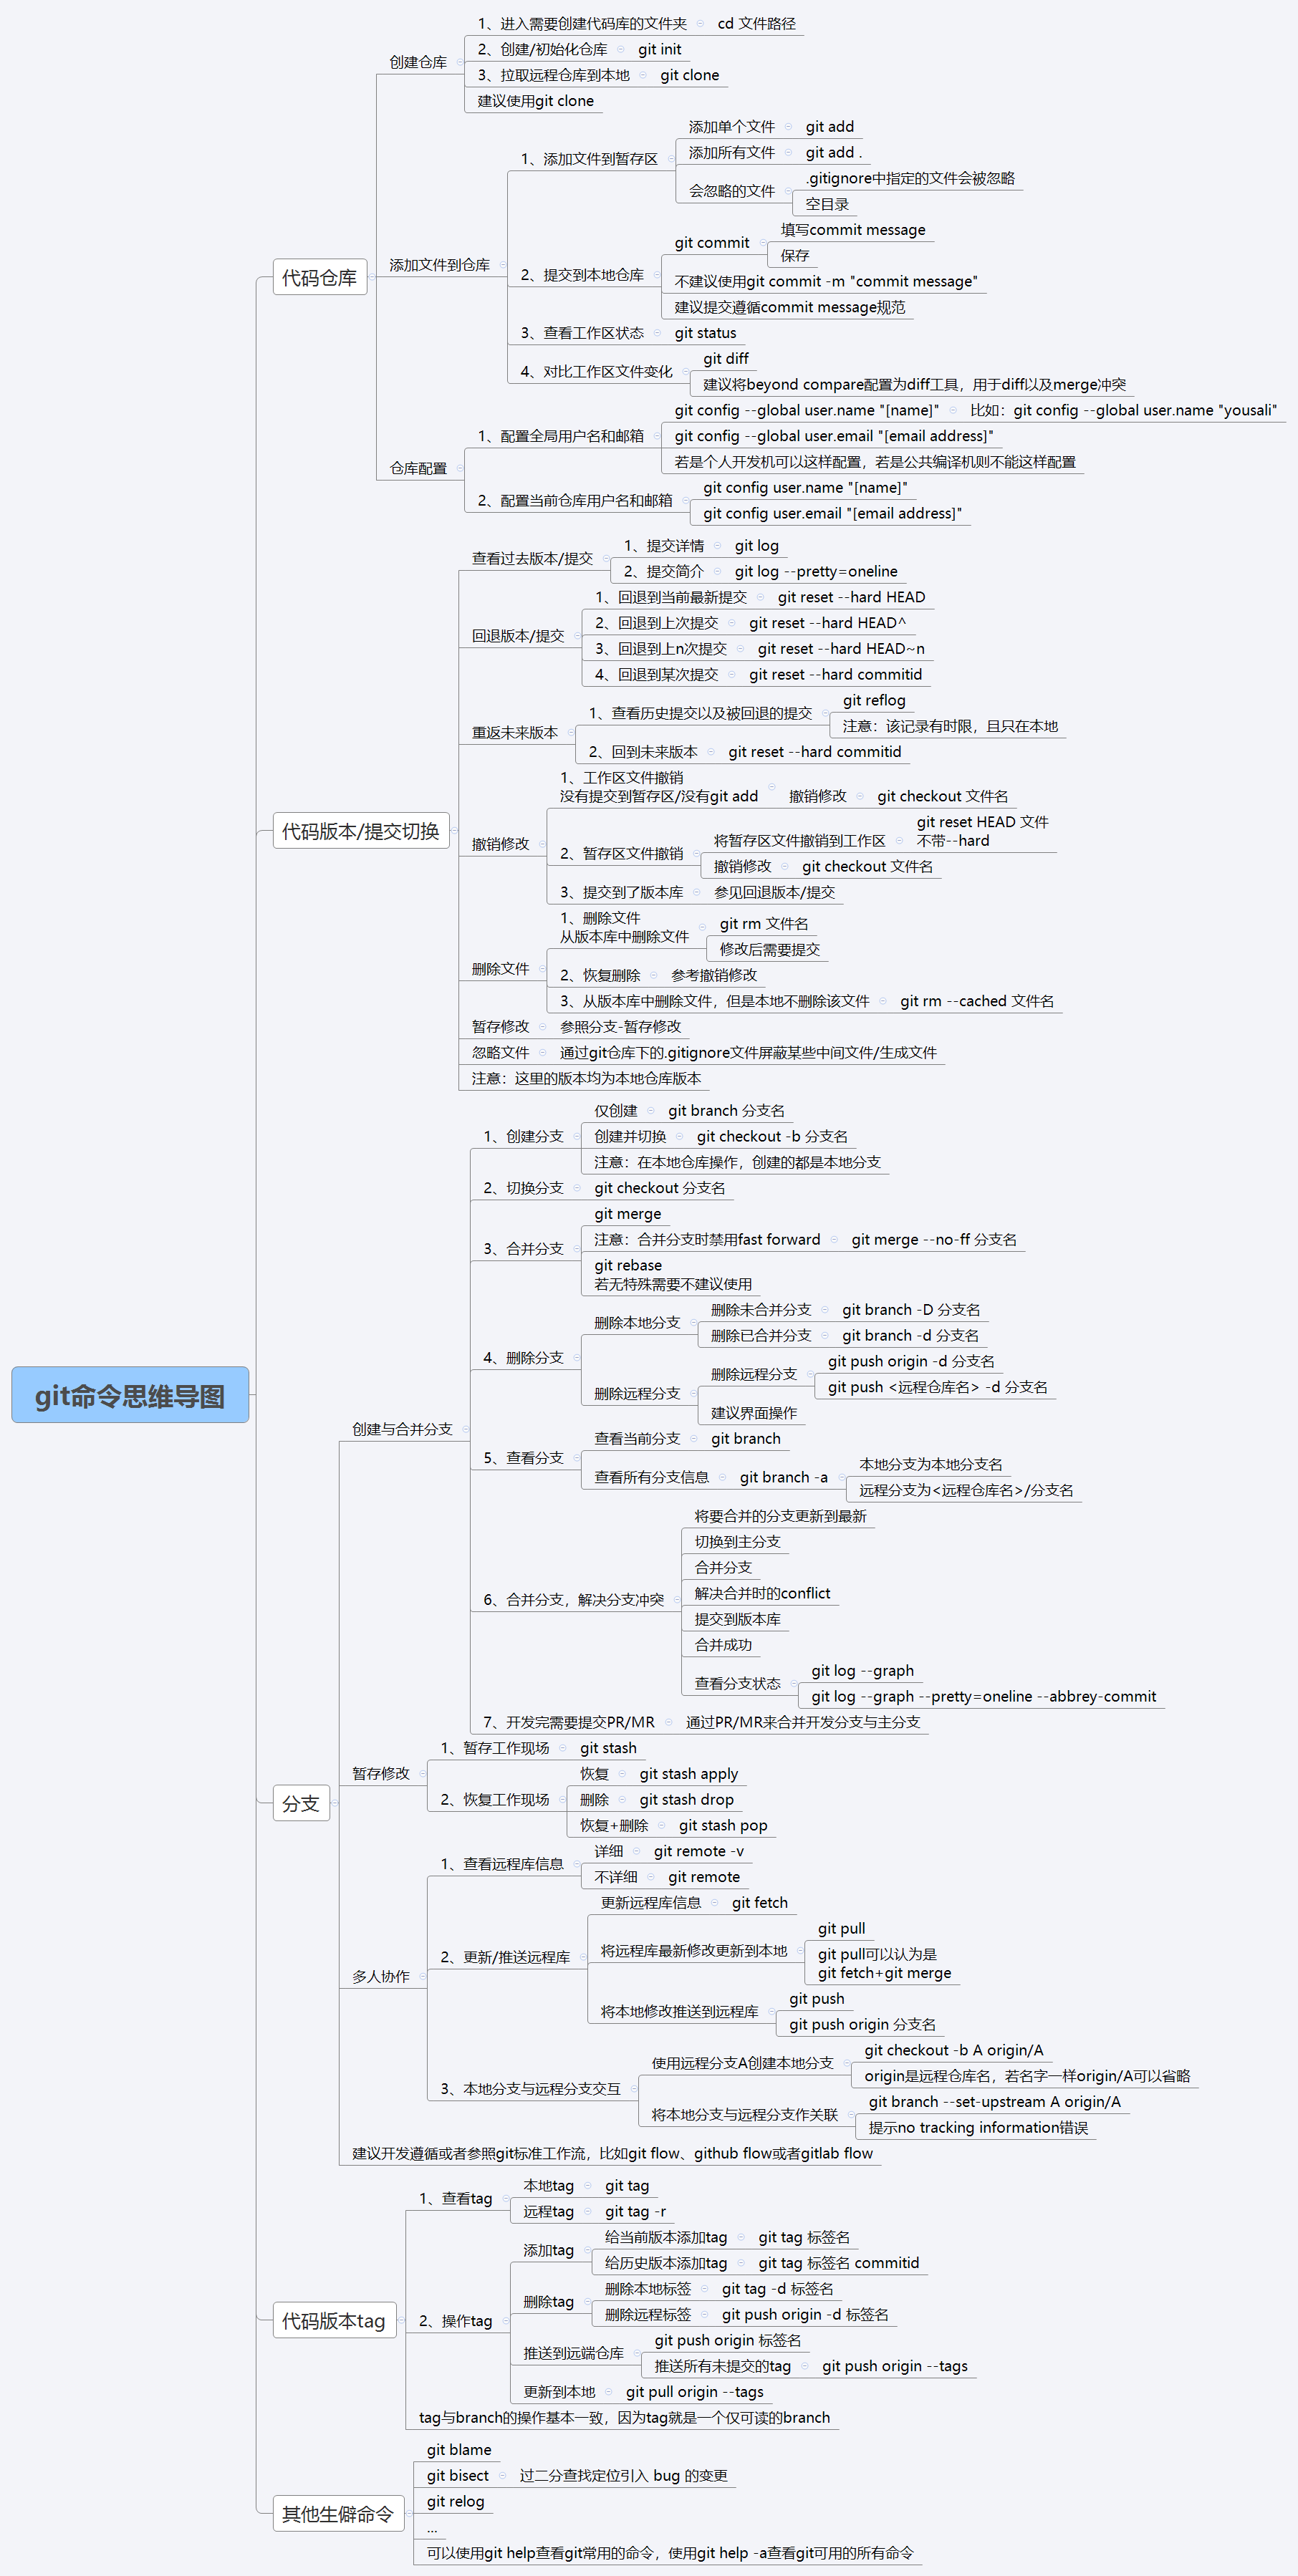 git命令思维导图
代码仓库
创建仓库
1、进入需要创建代码库的文件夹
cd 文件路径
2、创建/初始化仓库
git init
3、拉取远程仓库到本地
git clone
建议使用git clone
添加文件到仓库
1、添加文件到暂存区
添加单个文件
git add
添加所有文件
git add .
会忽略的文件
.gitignore中指定的文件会被忽略
空目录
2、提交到本地仓库
git commit
填写commit message
保存
不建议使用git commit -m "commit message"
建议提交遵循commit message规范
3、查看工作区状态
git status
4、对比工作区文件变化
git diff
建议将beyond compare配置为diff工具，用于diff以及merge冲突
仓库配置
1、配置全局用户名和邮箱
git config --global user.name "[name]"
比如：git config --global user.name "yousali"
git config --global user.email "[email address]"
若是个人开发机可以这样配置，若是公共编译机则不能这样配置
2、配置当前仓库用户名和邮箱
git config user.name "[name]"
git config user.email "[email address]"
代码版本/提交切换
查看过去版本/提交
1、提交详情
git log
2、提交简介
git log --pretty=oneline
回退版本/提交
1、回退到当前最新提交
git reset --hard HEAD
2、回退到上次提交
git reset --hard HEAD^
3、回退到上n次提交
git reset --hard HEAD~n
4、回退到某次提交
git reset --hard commitid
重返未来版本
1、查看历史提交以及被回退的提交
git reflog
注意：该记录有时限，且只在本地
2、回到未来版本
git reset --hard commitid
撤销修改
1、工作区文件撤销
没有提交到暂存区/没有git add
撤销修改
git checkout 文件名
2、暂存区文件撤销
将暂存区文件撤销到工作区
git reset HEAD 文件
不带--hard
撤销修改
git checkout 文件名
3、提交到了版本库
参见回退版本/提交
删除文件
1、删除文件
从版本库中删除文件
git rm 文件名
修改后需要提交
2、恢复删除
参考撤销修改
3、从版本库中删除文件，但是本地不删除该文件
git rm --cached 文件名
暂存修改
参照分支-暂存修改
忽略文件
通过git仓库下的.gitignore文件屏蔽某些中间文件/生成文件
注意：这里的版本均为本地仓库版本
分支
创建与合并分支
1、创建分支
仅创建
git branch 分支名
创建并切换
git checkout -b 分支名
注意：在本地仓库操作，创建的都是本地分支
2、切换分支
git checkout 分支名
3、合并分支
git merge
注意：合并分支时禁用fast forward
git merge --no-ff 分支名
git rebase
若无特殊需要不建议使用
4、删除分支
删除本地分支
删除未合并分支
git branch -D 分支名
删除已合并分支
git branch -d 分支名
删除远程分支
删除远程分支
git push origin -d 分支名
git push <远程仓库名> -d 分支名
建议界面操作
5、查看分支
查看当前分支
git branch
查看所有分支信息
git branch -a
本地分支为本地分支名
远程分支为<远程仓库名>/分支名
6、合并分支，解决分支冲突
将要合并的分支更新到最新
切换到主分支
合并分支
解决合并时的conflict
提交到版本库
合并成功
查看分支状态
git log --graph
git log --graph --pretty=oneline --abbrey-commit
7、开发完需要提交PR/MR
通过PR/MR来合并开发分支与主分支
暂存修改
1、暂存工作现场
git stash
2、恢复工作现场
恢复
git stash apply
删除
git stash drop
恢复+删除
git stash pop
多人协作
1、查看远程库信息
详细
git remote -v
不详细
git remote
2、更新/推送远程库
更新远程库信息
git fetch
将远程库最新修改更新到本地
git pull
git pull可以认为是
git fetch+git merge
将本地修改推送到远程库
git push
git push origin 分支名
3、本地分支与远程分支交互
使用远程分支A创建本地分支
git checkout -b A origin/A
origin是远程仓库名，若名字一样origin/A可以省略
将本地分支与远程分支作关联
git branch --set-upstream A origin/A
提示no tracking information错误
建议开发遵循或者参照git标准工作流，比如git flow、github flow或者gitlab flow
代码版本tag
1、查看tag
本地tag
git tag
远程tag
git tag -r
2、操作tag
添加tag
给当前版本添加tag
git tag 标签名
给历史版本添加tag
git tag 标签名 commitid
删除tag
删除本地标签
git tag -d 标签名
删除远程标签
git push origin -d 标签名
推送到远端仓库
git push origin 标签名
推送所有未提交的tag
git push origin --tags
更新到本地
git pull origin --tags
tag与branch的操作基本一致，因为tag就是一个仅可读的branch
其他生僻命令
git blame
git bisect
过二分查找定位引入 bug 的变更
git relog
...
可以使用git help查看git常用的命令，使用git help -a查看git可用的所有命令